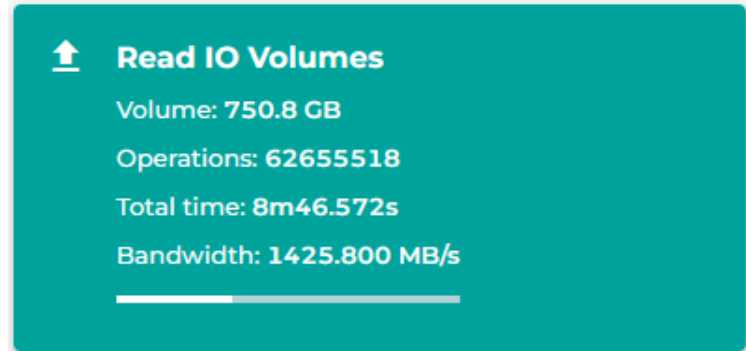 Read IO Volumes
Volume: 750.8 GB
Operations: 62655518
Total time: 8m46.572s
Bandwidth: 1425.800 MB/s